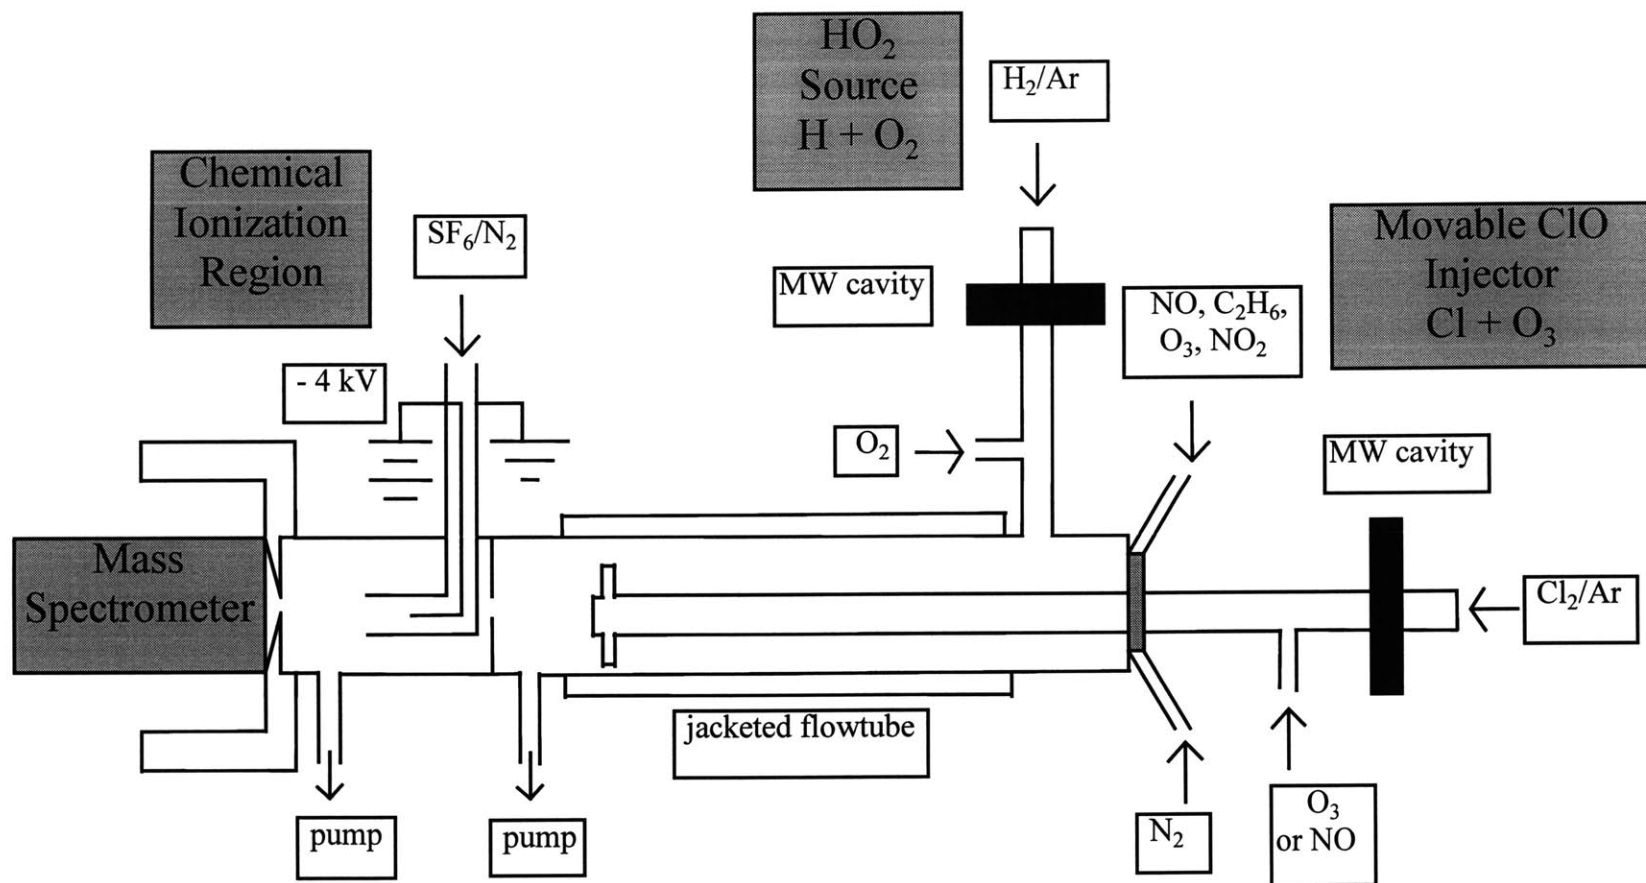 HO₂
Source
H + O₂
H₂/Ar
Chemical
Ionization
Region
SF₆/N₂
Movable ClO
Injector
Cl + O₃
MW cavity
NO, C₂H₆,
O₃, NO₂
- 4 kV
O₂
MW cavity
Mass
Spectrometer
Cl₂/Ar
jacketed flowtube
pump
pump
N₂
O₃
or NO